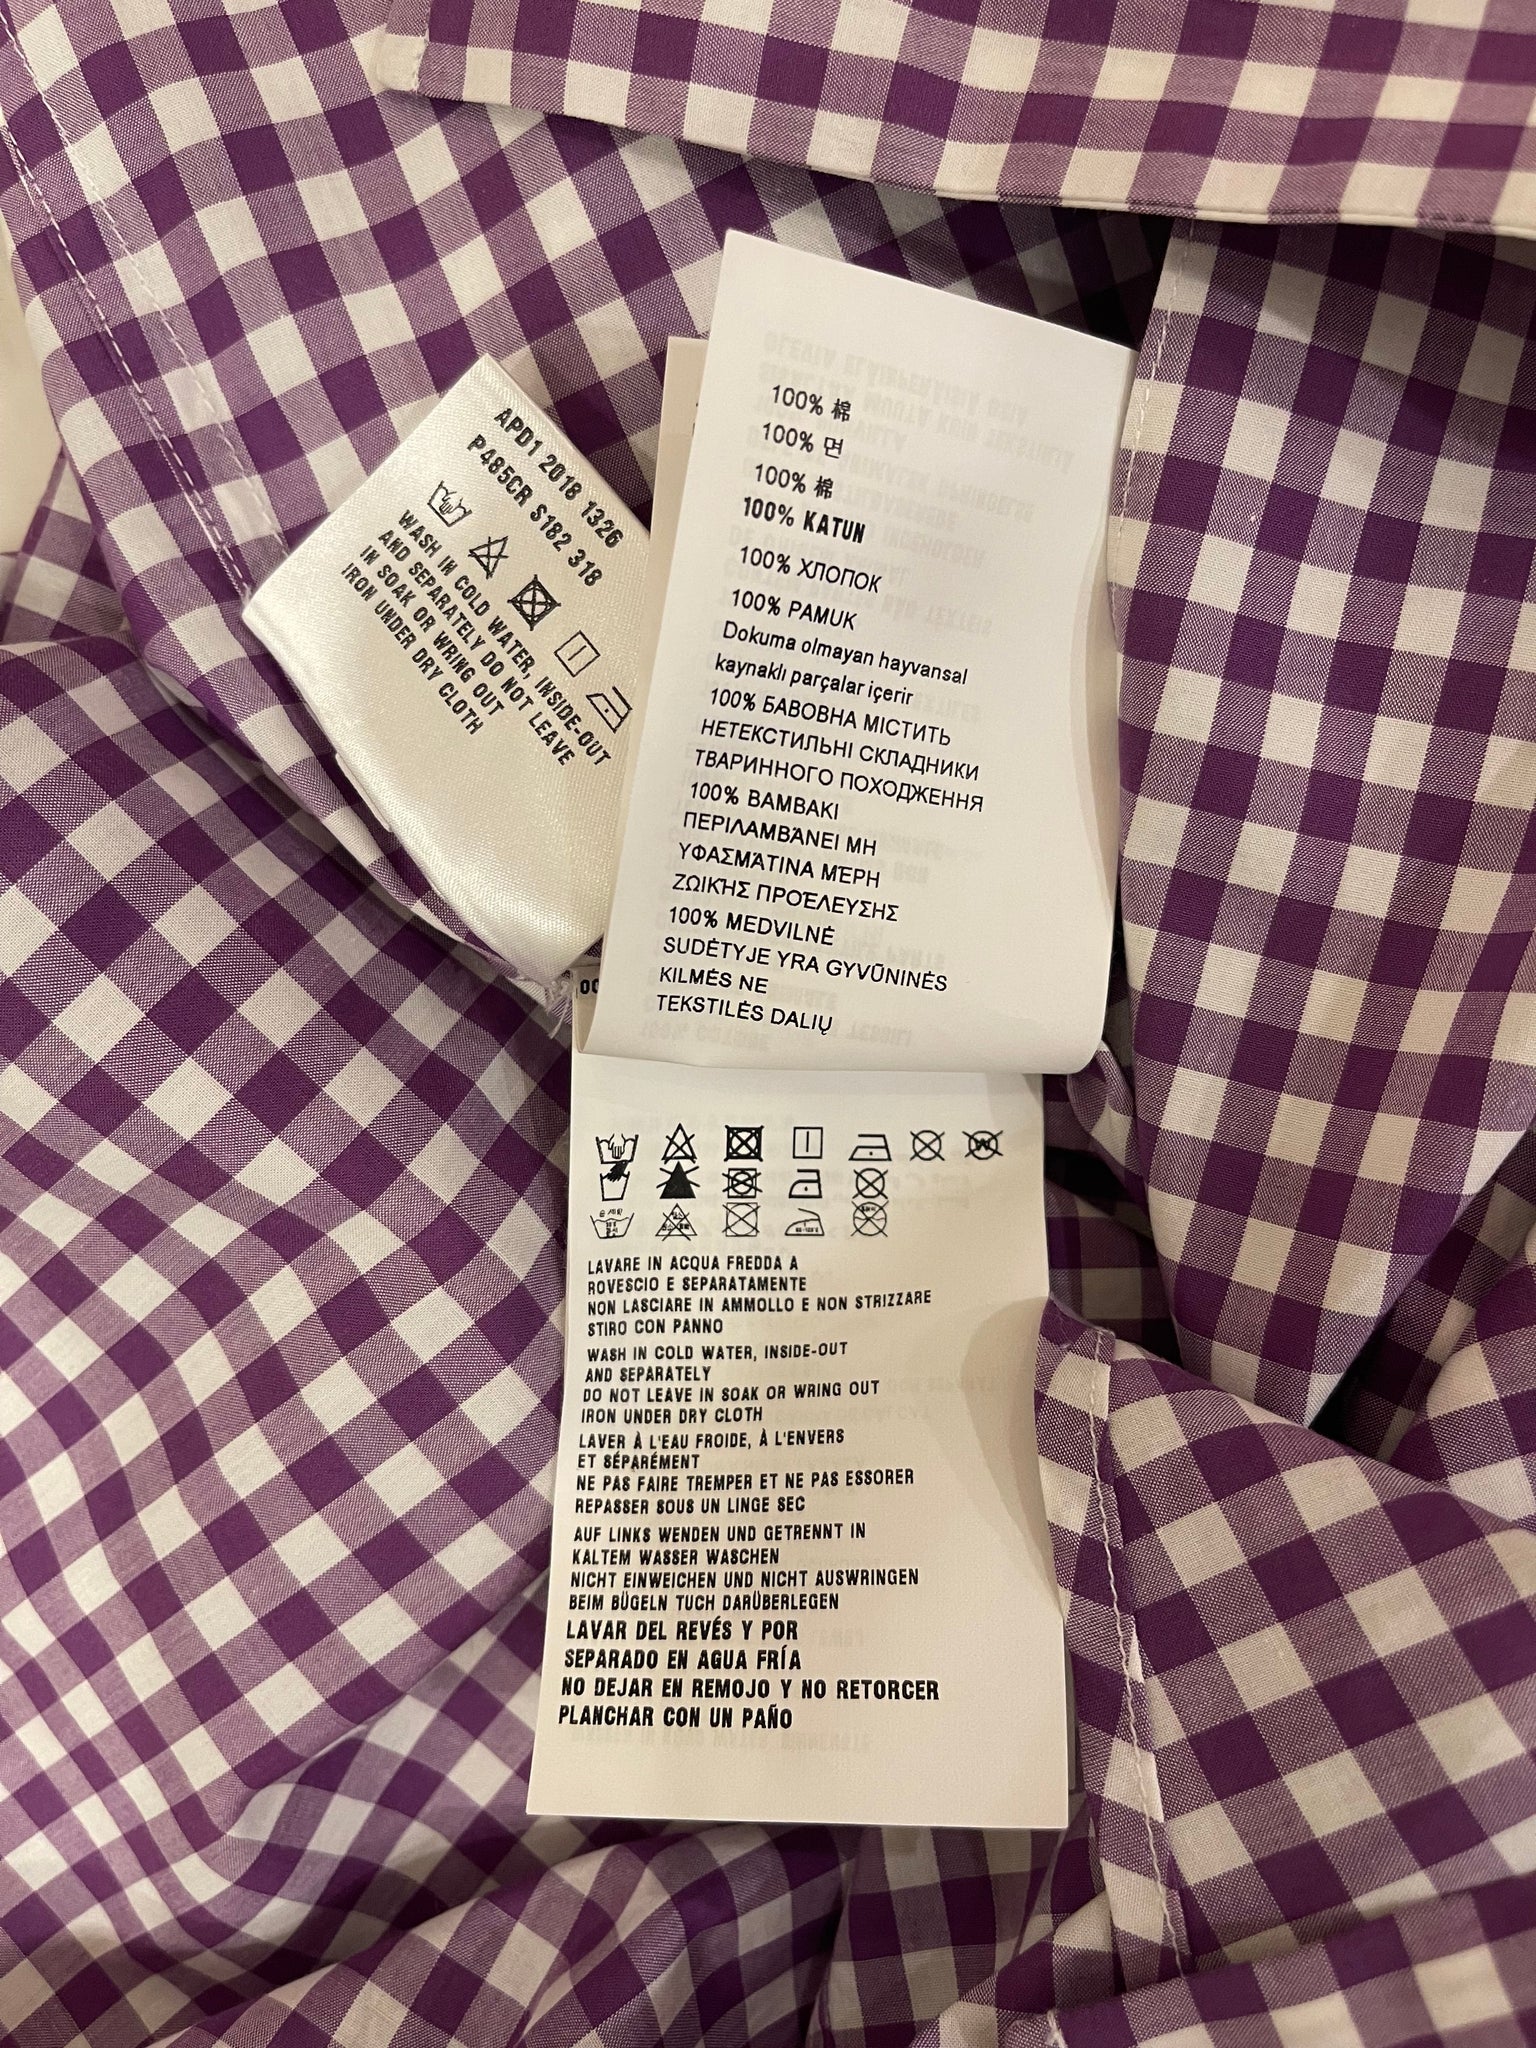 APD1 2018 1326
P485CR S182 318
WASH IN COLD WATER, INSIDE-OUT
AND SEPARATELY DO NOT LEAVE
IN SOAK OR WRING OUT
IRON UNDER DRY CLOTH
100% 棉
100% 면
100% 棉
100% KATUN
100% ХЛОПОК
100% PAMUK
Dokuma olmayan hayvansal
kaynaklı parçalar içerir
100% БАВОВНА МІСТИТЬ
НЕТЕКСТИЛЬНІ СКЛАДНИКИ
ТВАРИННОГО ПОХОДЖЕННЯ
100% ΒΑΜΒΑΚΙ
ΠΕΡΙΛΑΜΒΆΝΕΙ ΜΗ
ΥΦΑΣΜΆΤΙΝΑ ΜΈΡΗ
ΖΩΙΚΉΣ ΠΡΟΈΛΕΥΣΗΣ
100% MEDVILNĖ
SUDĖTYJE YRA GYVŪNINĖS
KILMĖS NE
TEKSTILĖS DALIŲ
LAVARE IN ACQUA FREDDA A
ROVESCIO E SEPARATAMENTE
NON LASCIARE IN AMMOLLO E NON STRIZZARE
STIRO CON PANNO
WASH IN COLD WATER, INSIDE-OUT
AND SEPARATELY
DO NOT LEAVE IN SOAK OR WRING OUT
IRON UNDER DRY CLOTH
LAVER À L'EAU FROIDE, À L'ENVERS
ET SÉPARÉMENT
NE PAS FAIRE TREMPER ET NE PAS ESSORER
REPASSER SOUS UN LINGE SEC
AUF LINKS WENDEN UND GETRENNT IN
KALTEM WASSER WASCHEN
NICHT EINWEICHEN UND NICHT AUSWRINGEN
BEIM BÜGELN TUCH DARÜBERLEGEN
LAVAR DEL REVÉS Y POR
SEPARADO EN AGUA FRÍA
NO DEJAR EN REMOJO Y NO RETORCER
PLANCHAR CON UN PAÑO